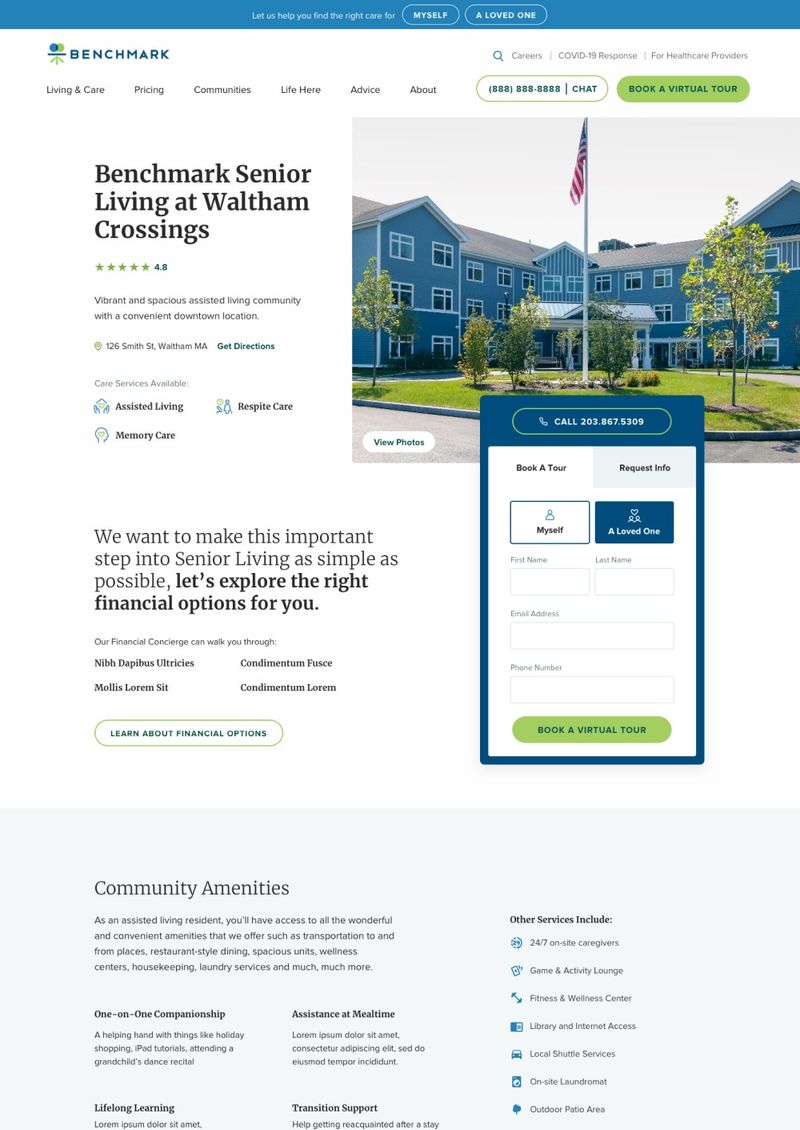 Let us help you find the right care for MYSELF A LOVED ONE
BENCHMARK
Careers | COVID-19 Response | For Healthcare Providers
Living & Care Pricing Communities Life Here Advice About
(888) 888-8888 | CHAT
BOOK A VIRTUAL TOUR
Benchmark Senior
Living at Waltham
Crossings
4.8
Vibrant and spacious assisted living community
with a convenient downtown location.
126 Smith St, Waltham MA Get Directions
Care Services Available:
Assisted Living Respite Care
Memory Care
View Photos
CALL 203.867.5309
Book A Tour Request Info
Myself A Loved One
First Name Last Name
Email Address
Phone Number
BOOK A VIRTUAL TOUR
We want to make this important
step into Senior Living as simple as
possible, let’s explore the right
financial options for you.
Our Financial Concierge can walk you through:
Nibh Dapibus Ultricies Condimentum Fusce
Mollis Lorem Sit Condimentum Lorem
LEARN ABOUT FINANCIAL OPTIONS
Community Amenities
As an assisted living resident, you’ll have access to all the wonderful
and convenient amenities that we offer such as transportation to and
from places, restaurant-style dining, spacious units, wellness
centers, housekeeping, laundry services and much, much more.
One-on-One Companionship
A helping hand with things like holiday
shopping, iPad tutorials, attending a
grandchild’s dance recital
Assistance at Mealtime
Lorem ipsum dolor sit amet,
consectetur adipiscing elit, sed do
eiusmod tempor incididunt.
Lifelong Learning
Lorem ipsum dolor sit amet,
Transition Support
Help getting reacquainted after a stay
Other Services Include:
24/7 on-site caregivers
Game & Activity Lounge
Fitness & Wellness Center
Library and Internet Access
Local Shuttle Services
On-site Laundromat
Outdoor Patio Area